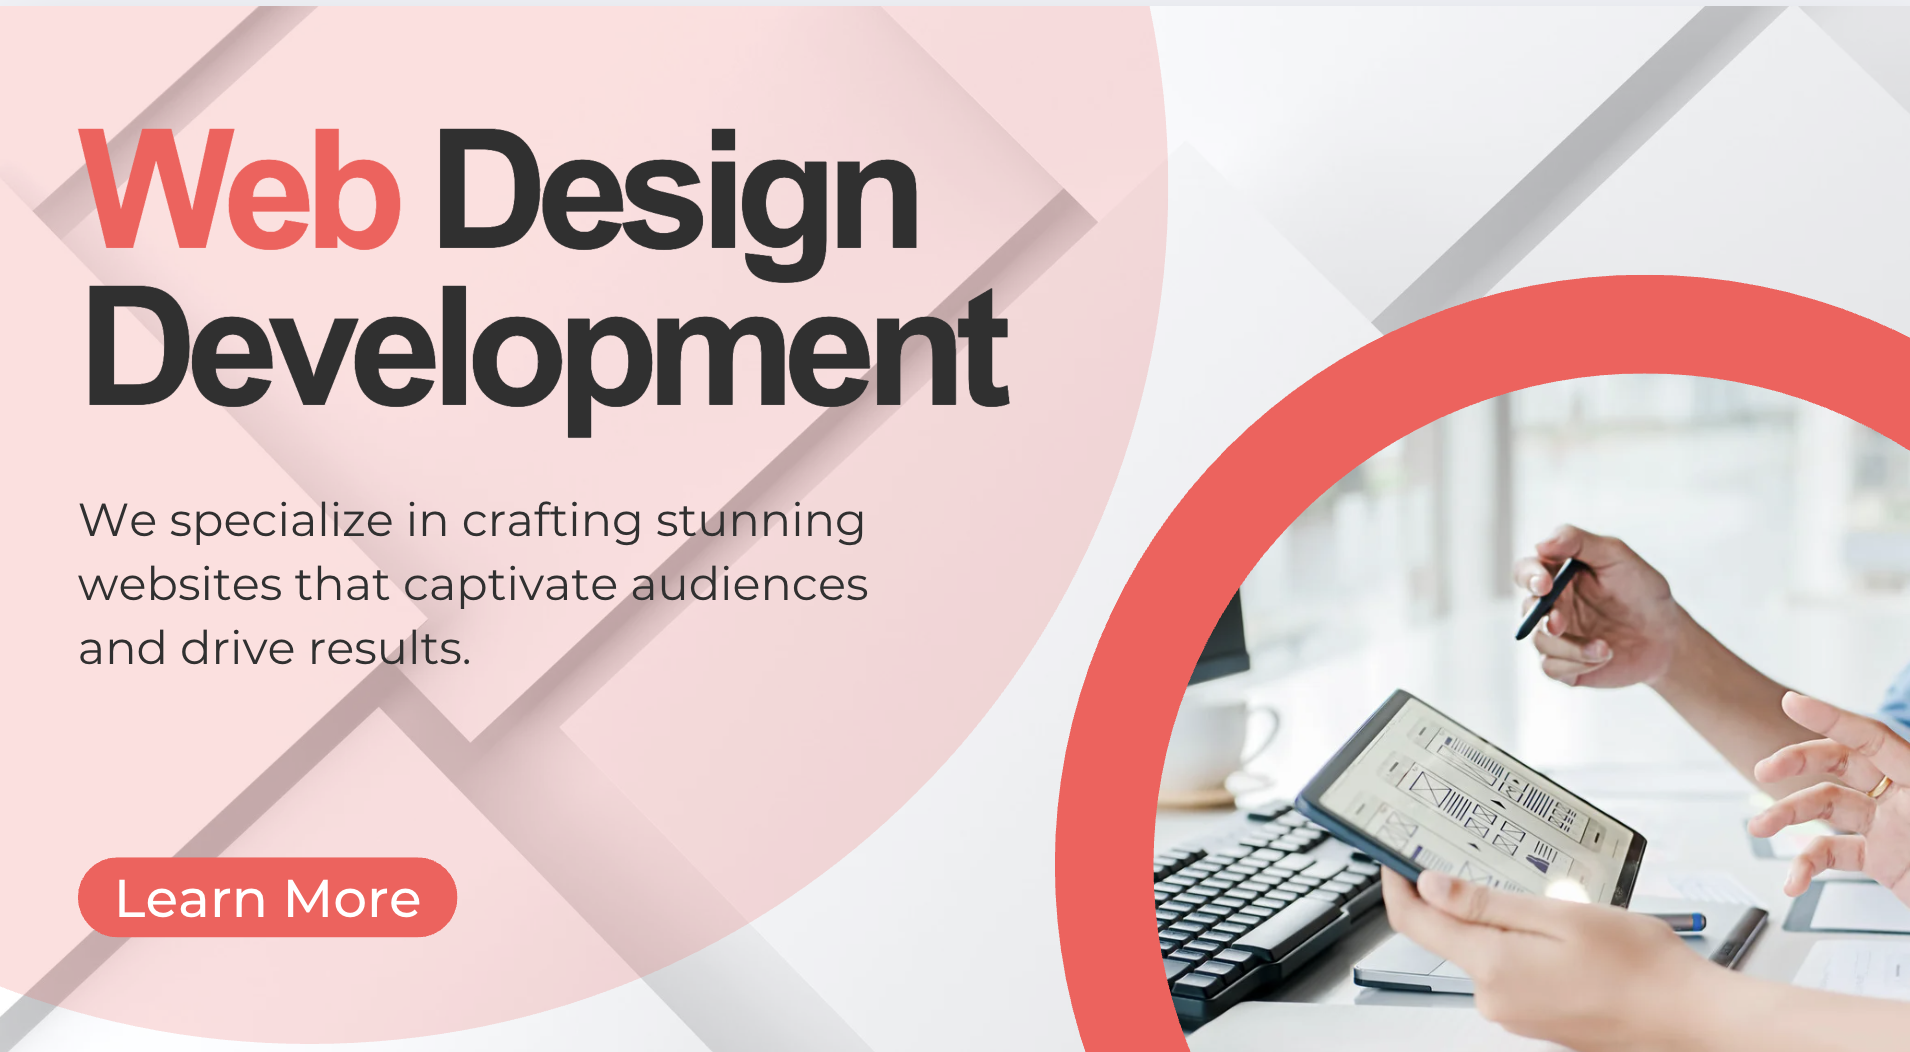 Web Design
Development
We specialize in crafting stunning
websites that captivate audiences
and drive results.
Learn More